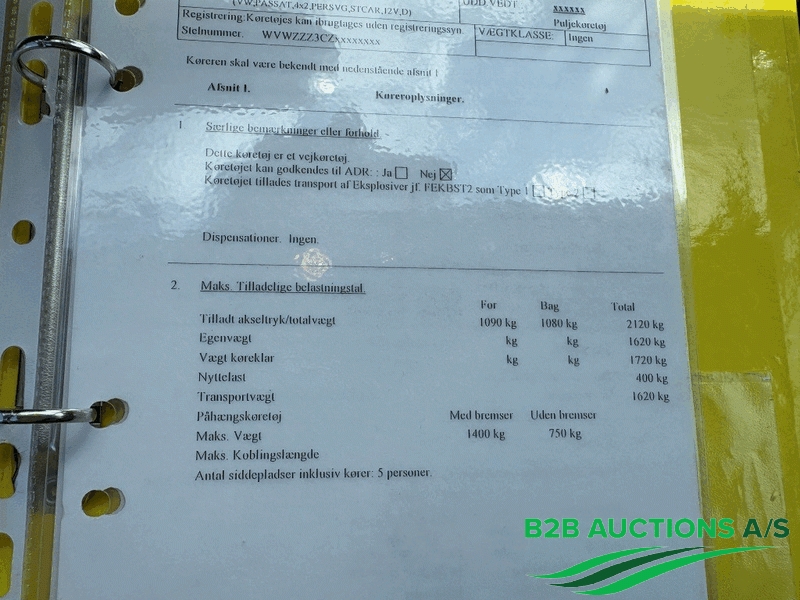 (VW,PASSAT,4x2,PERSVG,STCAR,12V,D)
UDD.VEDT. xxxxxx
Puljekøretøj
Registrering: Køretøjes kan ibrugtages uden registreringssyn.
VÆGTKLASSE: Ingen
Stelnummer. WVWZZZ3CZxxxxxxxx
Køreren skal være bekendt med nedenstående afsnit 1
Afsnit 1. Køreroplysninger.
1 Særlige bemærkninger eller forhold.
Dette køretøj er et vejkøretøj.
Køretøjet kan godkendes til ADR: : Ja Nej
Køretøjet tillades transport af Eksplosiver jf. FEKBST2 som Type 1
Dispensationer. Ingen.
2. Maks. Tilladelige belastningstal.
For Bag Total
Tilladt akseltryk/totalvægt 1090 kg 1080 kg 2120 kg
Egenvægt kg kg 1620 kg
Vægt køreklar kg kg 1720 kg
Nyttelast 400 kg
Transportvægt 1620 kg
Påhængskøretøj Med bremser Uden bremser
Maks. Vægt 1400 kg 750 kg
Maks. Koblingslængde
Antal siddepladser inklusiv kører: 5 personer.
B2B AUCTIONS A/S